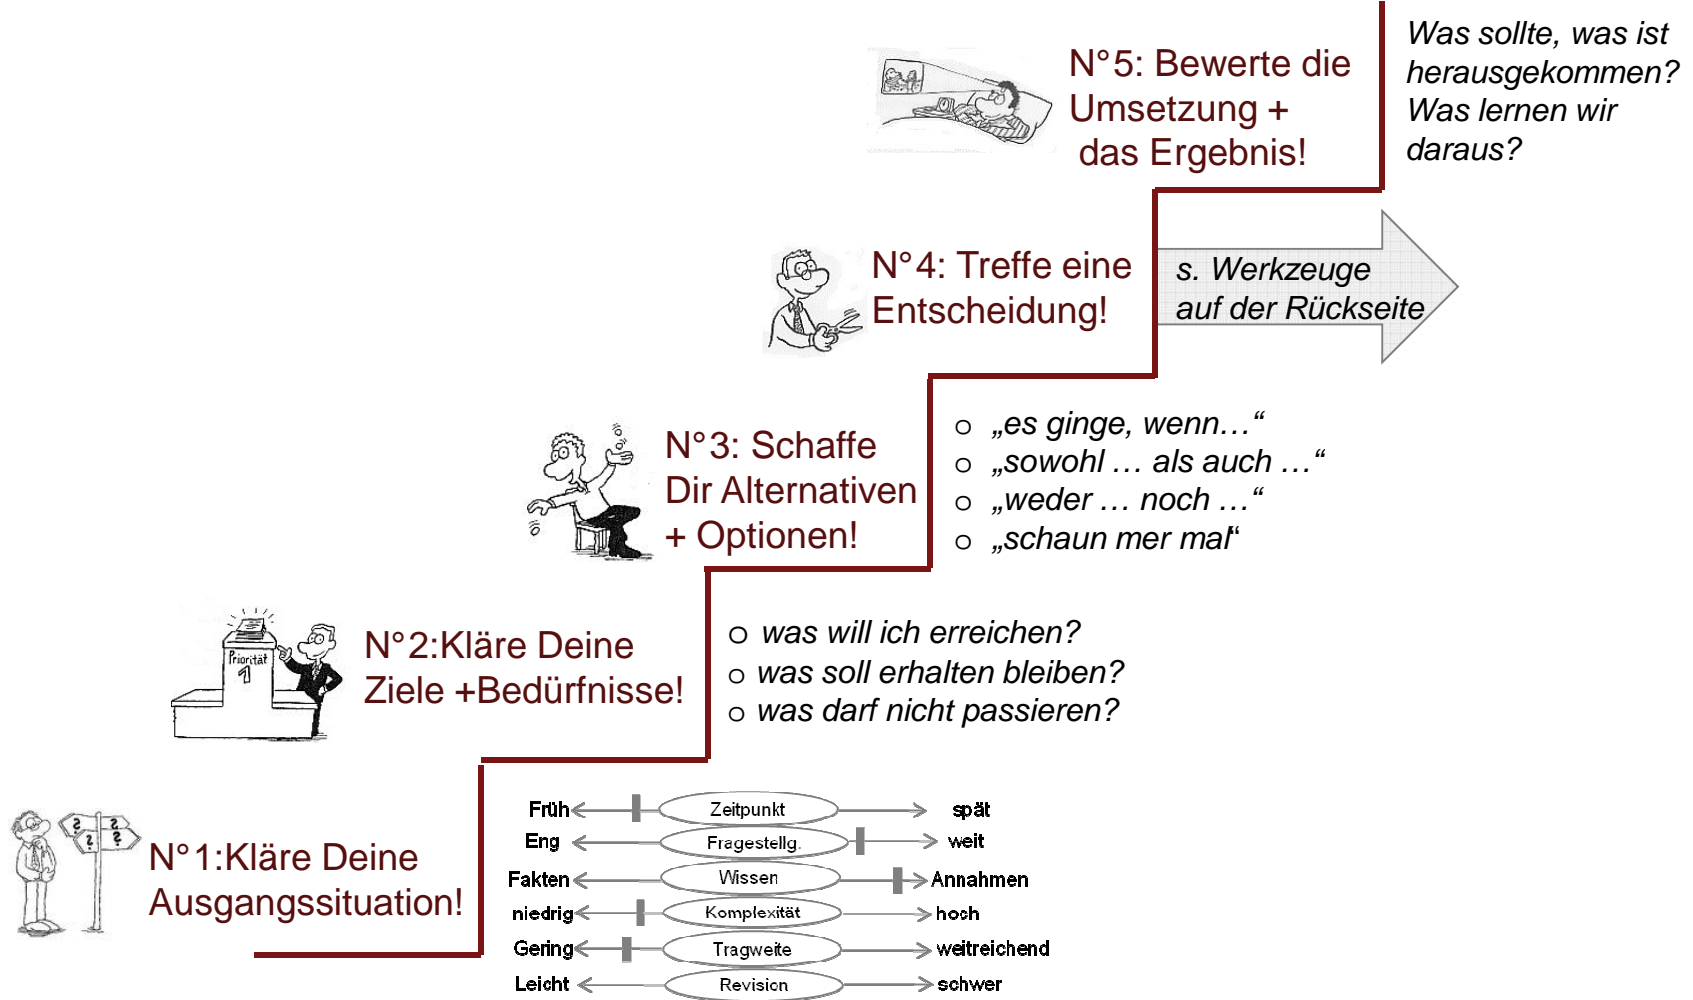 N°5: Bewerte die
Umsetzung +
das Ergebnis!
Was sollte, was ist
herausgekommen?
Was lernen wir
daraus?
N°4: Treffe eine
Entscheidung!
s. Werkzeuge
auf der Rückseite
N°3: Schaffe
Dir Alternativen
+ Optionen!
o „es ginge, wenn…“
o „sowohl … als auch …“
o „weder … noch …“
o „schaun mer mal“
Priorität
1
N°2:Kläre Deine
Ziele +Bedürfnisse!
o was will ich erreichen?
o was soll erhalten bleiben?
o was darf nicht passieren?
? ?
? ?
N°1:Kläre Deine
Ausgangssituation!
Früh Zeitpunkt spät
Eng Fragestellg. weit
Fakten Wissen Annahmen
niedrig Komplexität hoch
Gering Tragweite weitreichend
Leicht Revision schwer